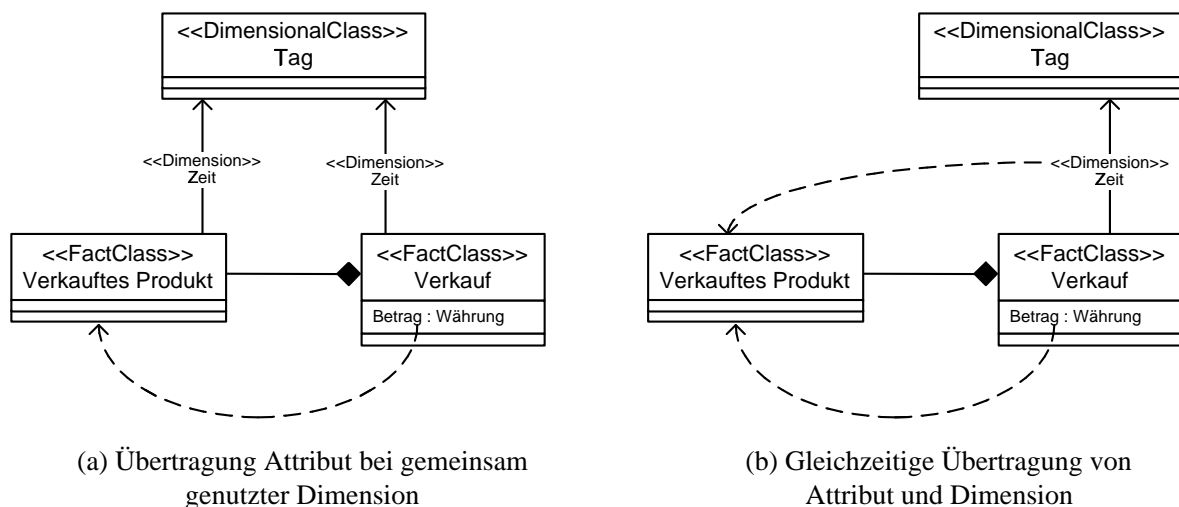 <<DimensionalClass>>
Tag
<<Dimension>>
Zeit
<<Dimension>>
Zeit
<<FactClass>>
Verkauftes Produkt
<<FactClass>>
Verkauf
Betrag : Währung
(a) Übertragung Attribut bei gemeinsam
genutzter Dimension
<<DimensionalClass>>
Tag
<<Dimension>>
Zeit
<<FactClass>>
Verkauftes Produkt
<<FactClass>>
Verkauf
Betrag : Währung
(b) Gleichzeitige Übertragung von
Attribut und Dimension